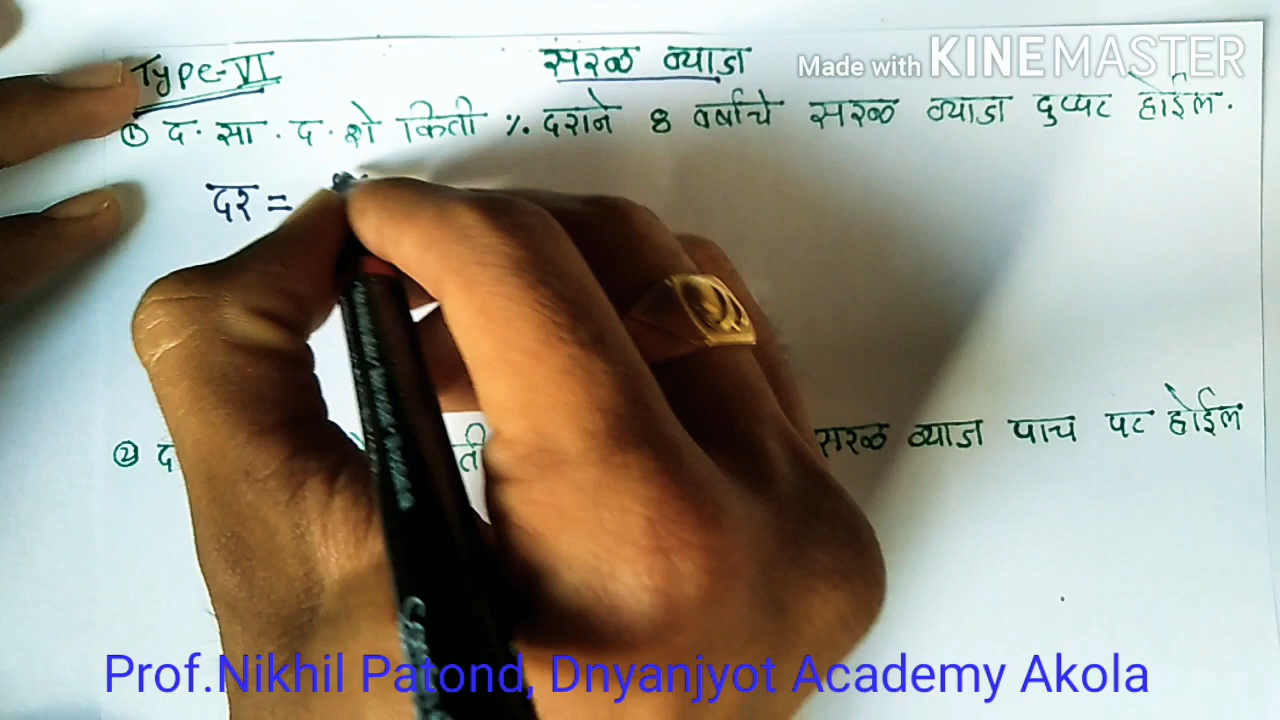 Type-VI सरळ व्याज
Made with KINEMASTER
① द. सा. द. शे किती % दराने 8 वर्षाचे सरळ व्याज दुप्पट होईल.
दर =
② द ती सरळ व्याज पाच पट होईल
Prof.Nikhil Patond, Dnyanjyot Academy Akola